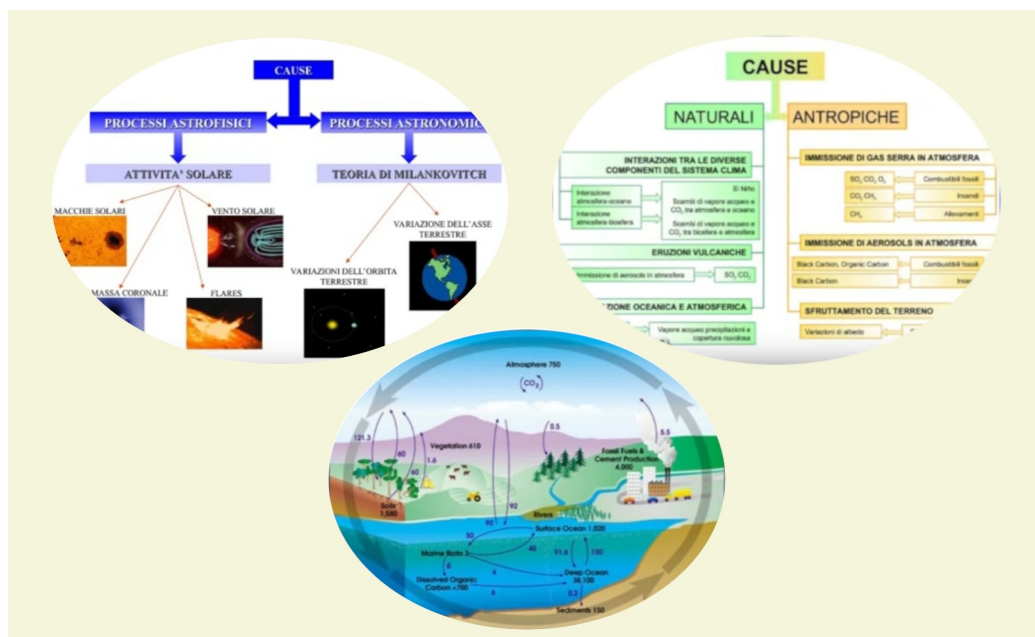 CAUSE
PROCESSI ASTROFISICI
PROCESSI ASTRONOMIC
ATTIVITA' SOLARE
TEORIA DI MILANKOVITCH
MACCHIE SOLARI
VENTO SOLARE
VARIAZIONE DELL'ASSE
TERRESTRE
MASSA CORONALE
FLARES
VARIAZIONI DELL'ORBITA
TERRESTRE
CAUSE
NATURALI
ANTROPICHE
INTERAZIONI TRA LE DIVERSE
COMPONENTI DEL SISTEMA CLIMA
Interazione
atmosfera-oceano
Interazione
atmosfera-biosfera
El Niño
Scambi di vapore acqueo e
CO2 tra atmosfera e oceano
Scambi di vapore acqueo e
CO2 tra biosfera e atmosfera
ERUZIONI VULCANICHE
Immissione di aerosols in atmosfera
SO2 CO2
ZIONE OCEANICA E ATMOSFERICA
Vapore acqueo precipitazioni e
copertura nuvolosa
IMMISSIONE DI GAS SERRA IN ATMOSFERA
SO2 CO2 O3
Combustibili fossili
CO2 CH4
Incendi
CH4
Allevamenti
IMMISSIONE DI AEROSOLS IN ATMOSFERA
Black Carbon, Organic Carbon
Combustibili fossili
Black Carbon
SFRUTTAMENTO DEL TERRENO
Variazioni di albedo
Atmosphere 750
CO2
121.3
60
60
1.6
Vegetation 610
0.5
5.5
Fossil Fuels &
Cement Production
4,000
Soils
1,580
92
90
Rivers
Surface Ocean 1,020
50
40
91.6
100
Marine Biota 3
6
4
Deep Ocean
38,100
Dissolved Organic
Carbon <700
6
0.2
Sediments 150